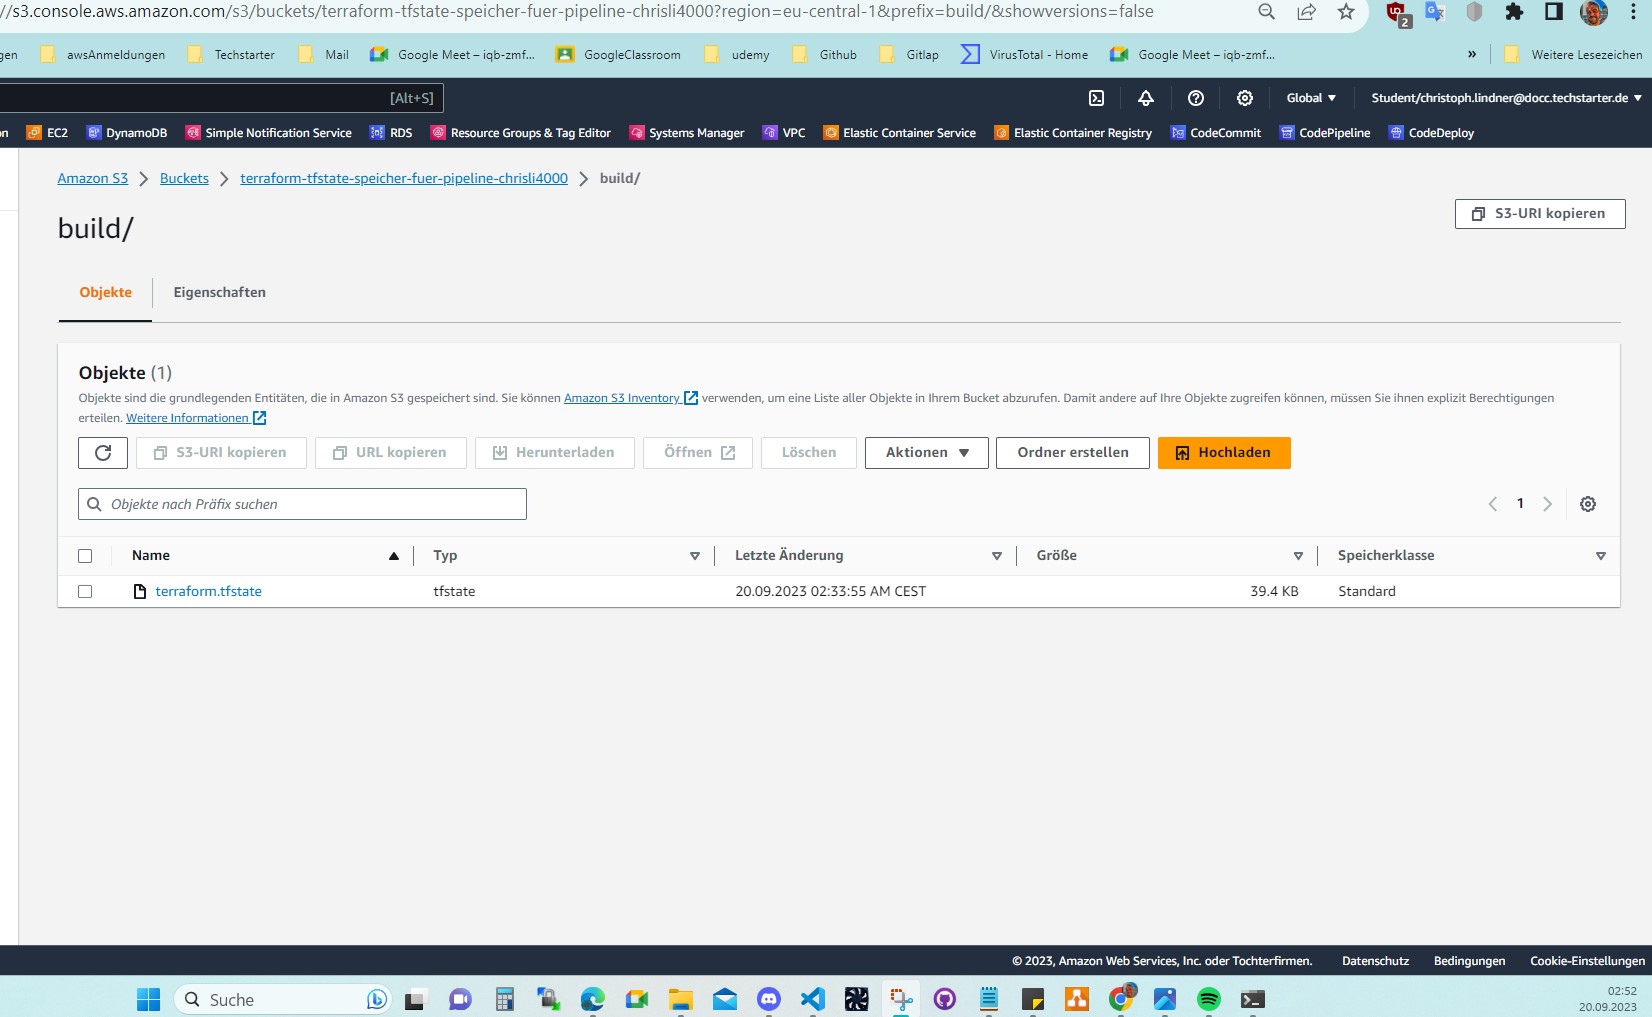 //s3.console.aws.amazon.com/s3/buckets/terraform-tfstate-speicher-fuer-pipeline-chrisli4000?region=eu-central-1&prefix=build/&showversions=false
2
gen awsAnmeldungen Techstarter Mail Google Meet – iqb-zmf... GoogleClassroom udemy Github Gitlap VirusTotal - Home Google Meet – iqb-zmf... » Weitere Lesezeichen
[Alt+S] Global Student/christoph.lindner@docc.techstarter.de
on EC2 DynamoDB Simple Notification Service RDS Resource Groups & Tag Editor Systems Manager VPC Elastic Container Service Elastic Container Registry CodeCommit CodePipeline CodeDeploy
Amazon S3 Buckets terraform-tfstate-speicher-fuer-pipeline-chrisli4000 build/
build/
S3-URI kopieren
Objekte Eigenschaften
Objekte (1)
Objekte sind die grundlegenden Entitäten, die in Amazon S3 gespeichert sind. Sie können Amazon S3 Inventory verwenden, um eine Liste aller Objekte in Ihrem Bucket abzurufen. Damit andere auf Ihre Objekte zugreifen können, müssen Sie ihnen explizit Berechtigungen
erteilen. Weitere Informationen
S3-URI kopieren URL kopieren Herunterladen Öffnen Löschen Aktionen Ordner erstellen Hochladen
Objekte nach Präfix suchen 1
Name Typ Letzte Änderung Größe Speicherklasse
terraform.tfstate tfstate 20.09.2023 02:33:55 AM CEST 39.4 KB Standard
© 2023, Amazon Web Services, Inc. oder Tochterfirmen. Datenschutz Bedingungen Cookie-Einstellungen
Suche 02:52
20.09.2023